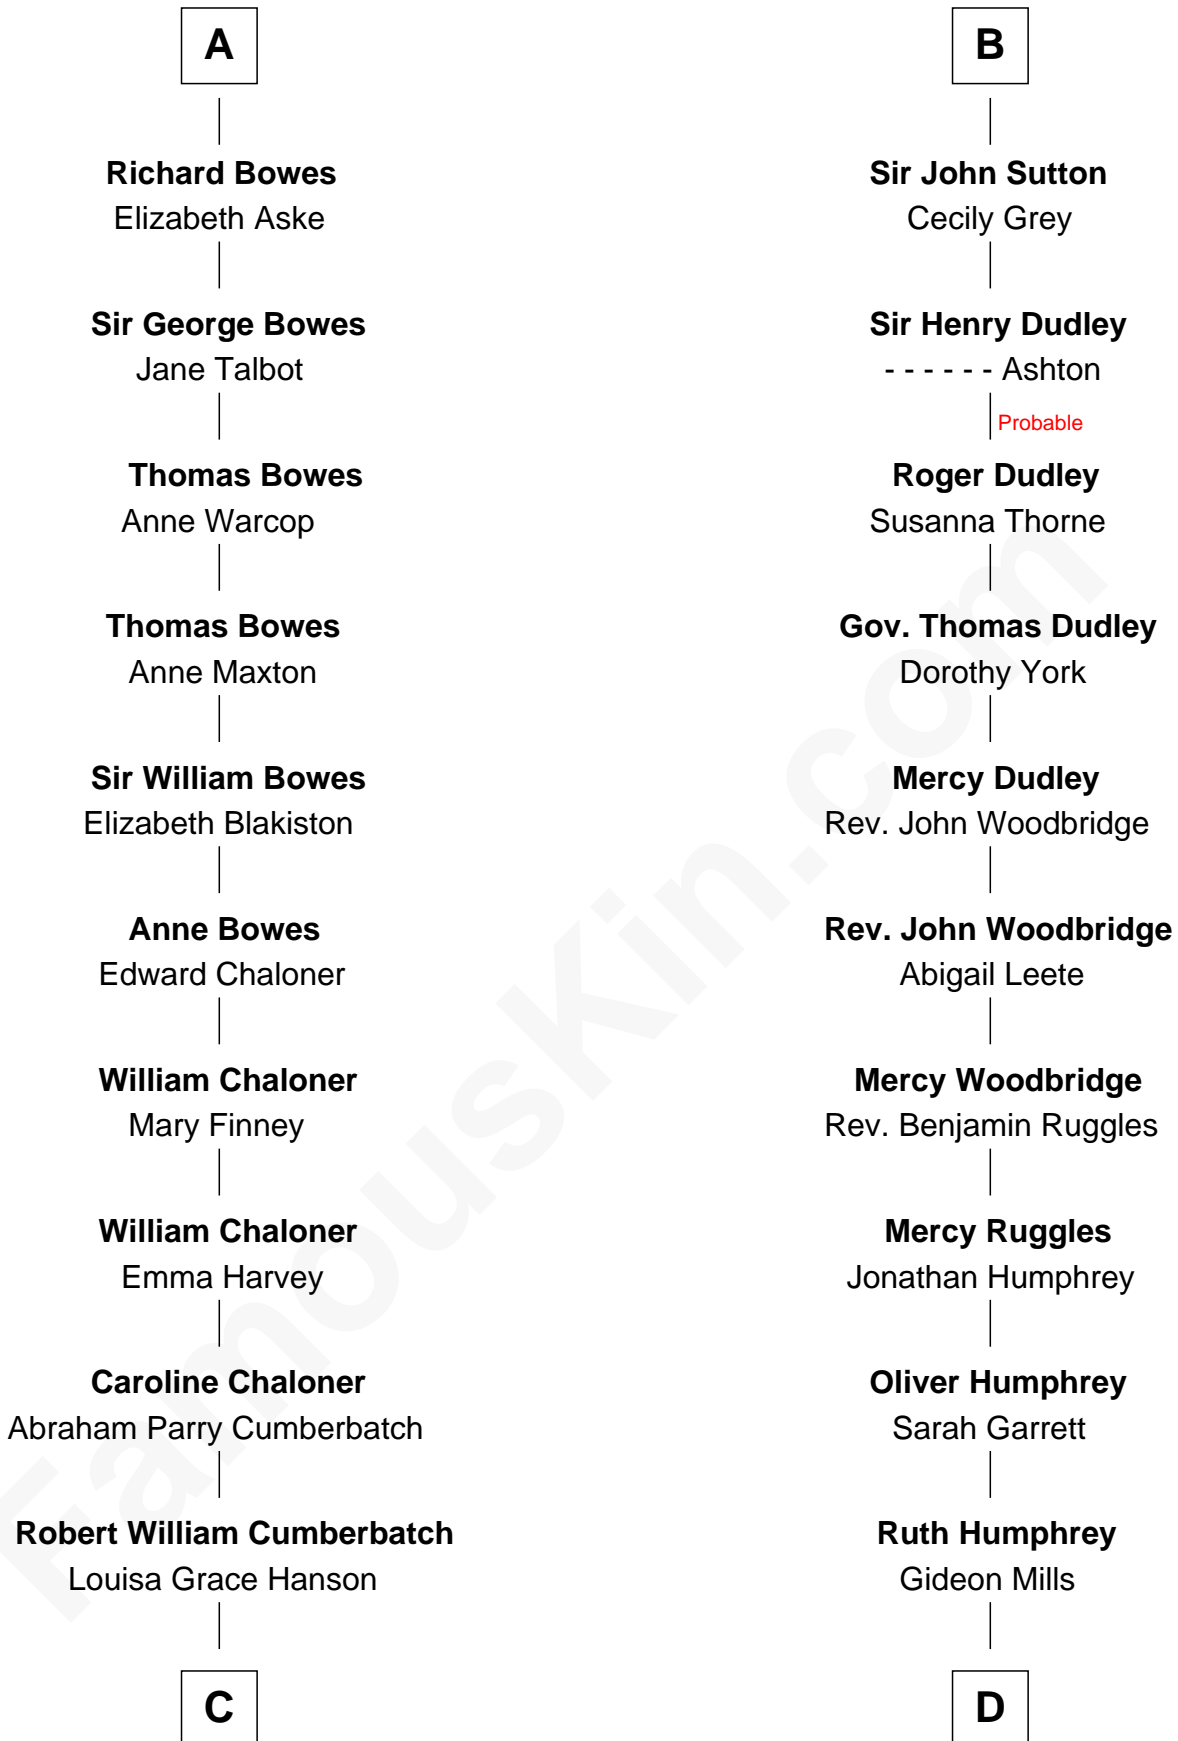 A
Richard Bowes
Elizabeth Aske
Sir George Bowes
Jane Talbot
Thomas Bowes
Anne Warcop
Thomas Bowes
Anne Maxton
Sir William Bowes
Elizabeth Blakiston
Anne Bowes
Edward Chaloner
William Chaloner
Mary Finney
William Chaloner
Emma Harvey
Caroline Chaloner
Abraham Parry Cumberbatch
Robert William Cumberbatch
Louisa Grace Hanson
C
B
Sir John Sutton
Cecily Grey
Sir Henry Dudley
- - - - - - Ashton
Probable
Roger Dudley
Susanna Thorne
Gov. Thomas Dudley
Dorothy York
Mercy Dudley
Rev. John Woodbridge
Rev. John Woodbridge
Abigail Leete
Mercy Woodbridge
Rev. Benjamin Ruggles
Mercy Ruggles
Jonathan Humphrey
Oliver Humphrey
Sarah Garrett
Ruth Humphrey
Gideon Mills
D
FamousKin.com